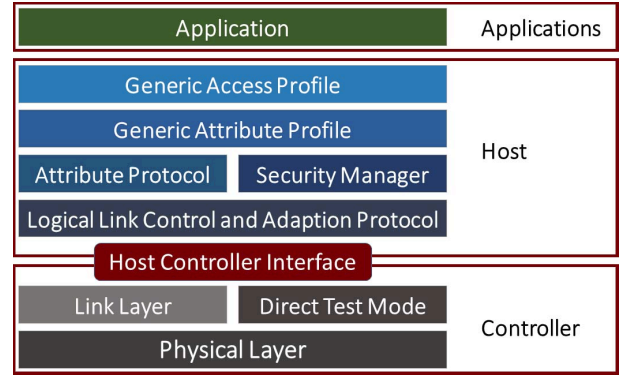 Application
Applications
Generic Access Profile
Generic Attribute Profile
Host
Attribute Protocol
Security Manager
Logical Link Control and Adaption Protocol
Host Controller Interface
Link Layer
Direct Test Mode
Controller
Physical Layer